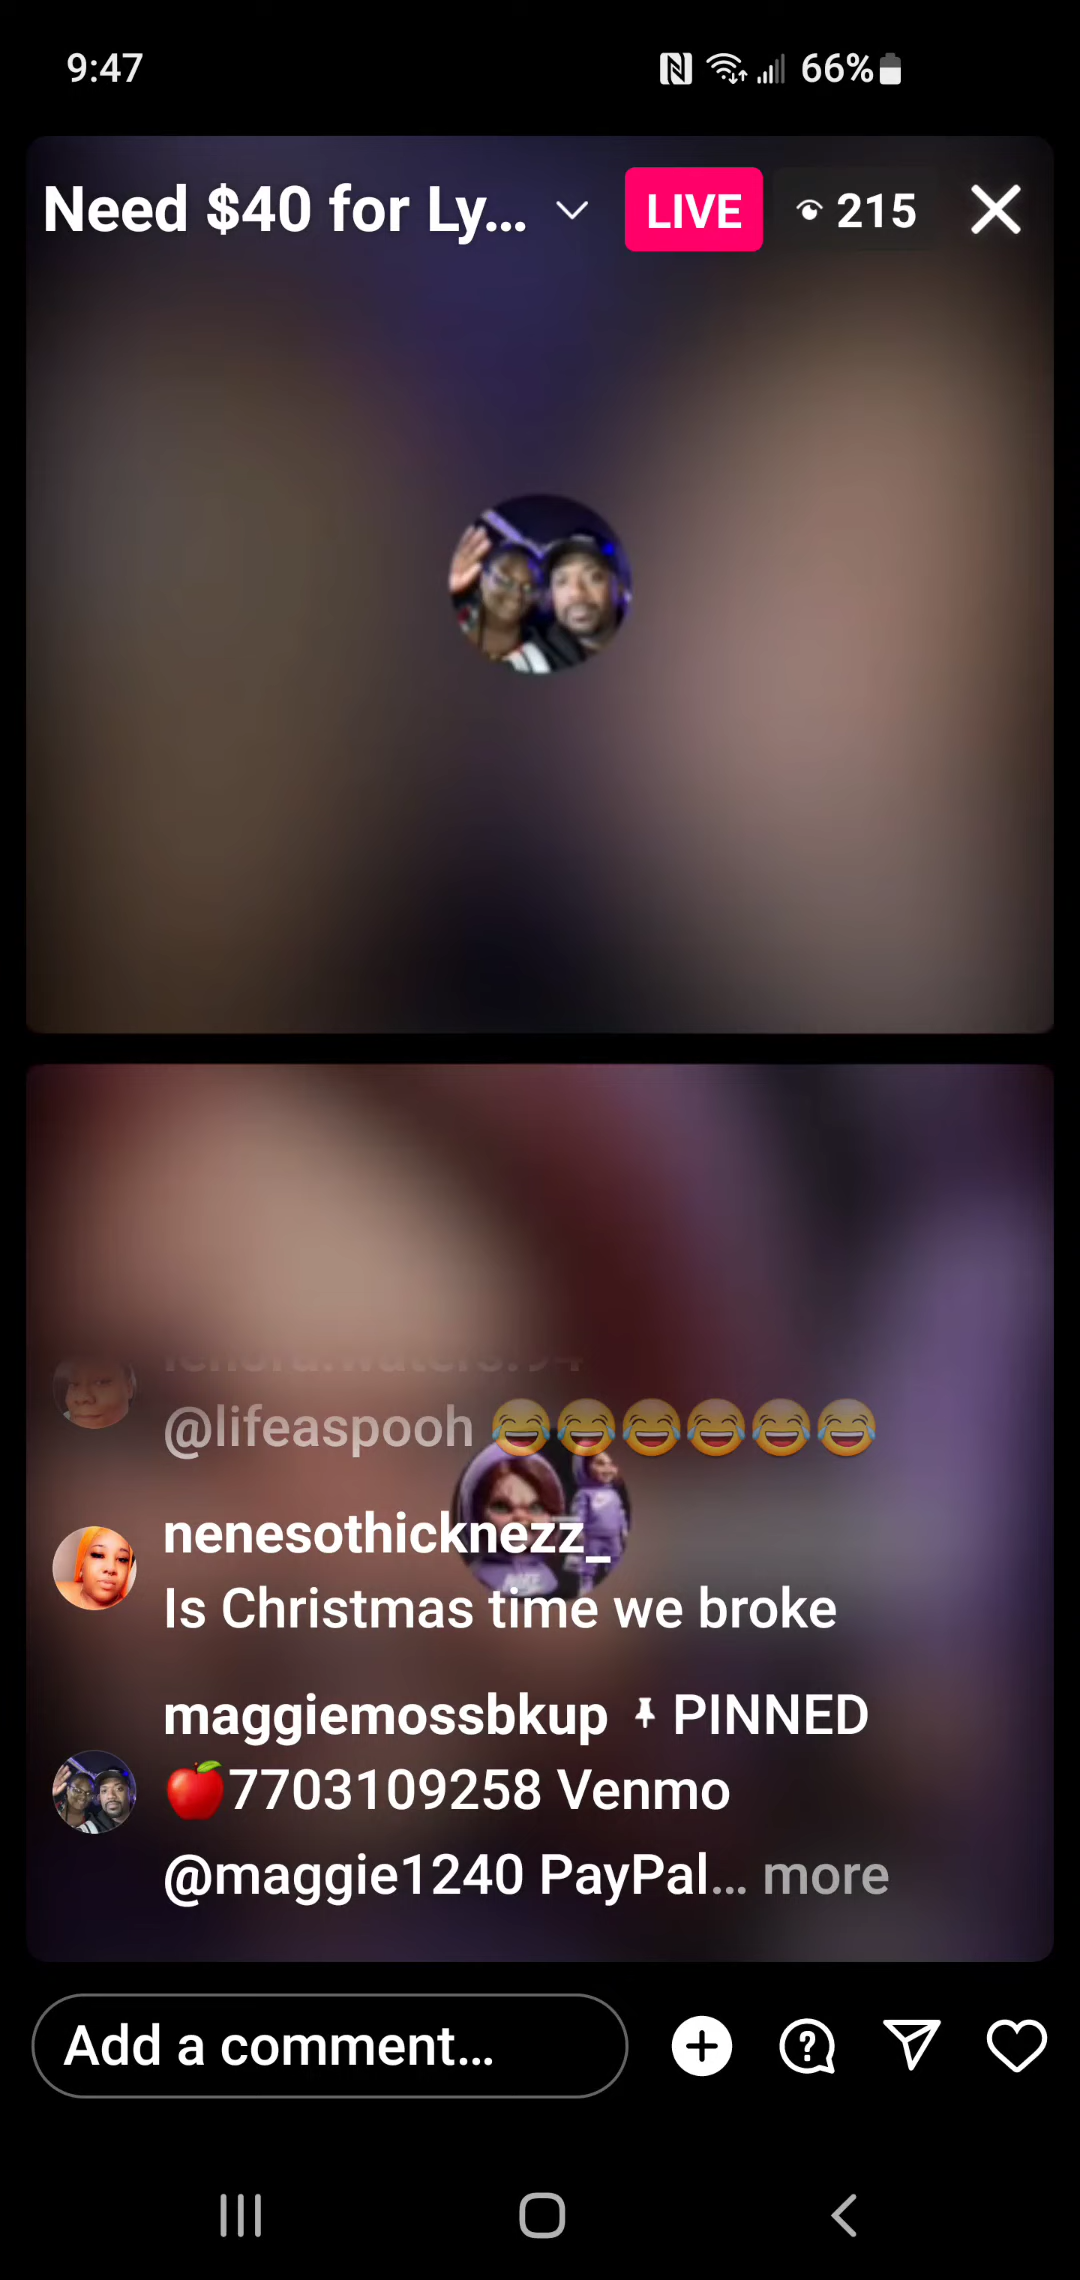 9:47
66%
Need $40 for Ly...
LIVE
215
@lifeaspooh 😂😂😂😂😂😂
nenesothicknezz_
Is Christmas time we broke
maggiemossbkup 📌 PINNED
🍎7703109258 Venmo
@maggie1240 PayPal... more
Add a comment...